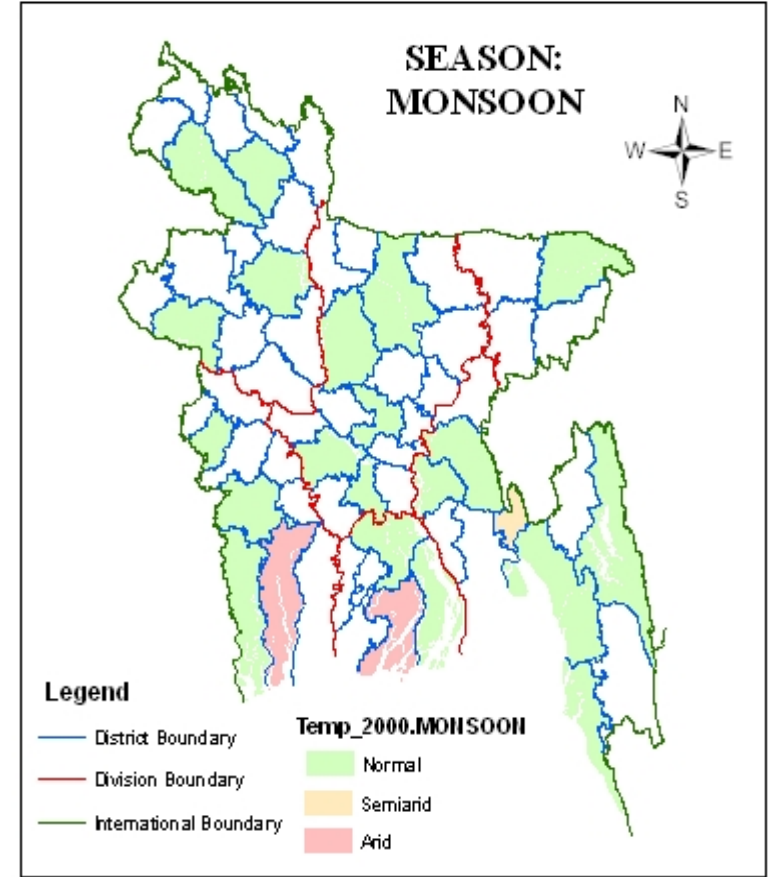 SEASON:
MONSOON
N
W E
S
Legend
District Boundary
Division Boundary
International Boundary
Temp_2000.MONSOON
Normal
Semiarid
Arid